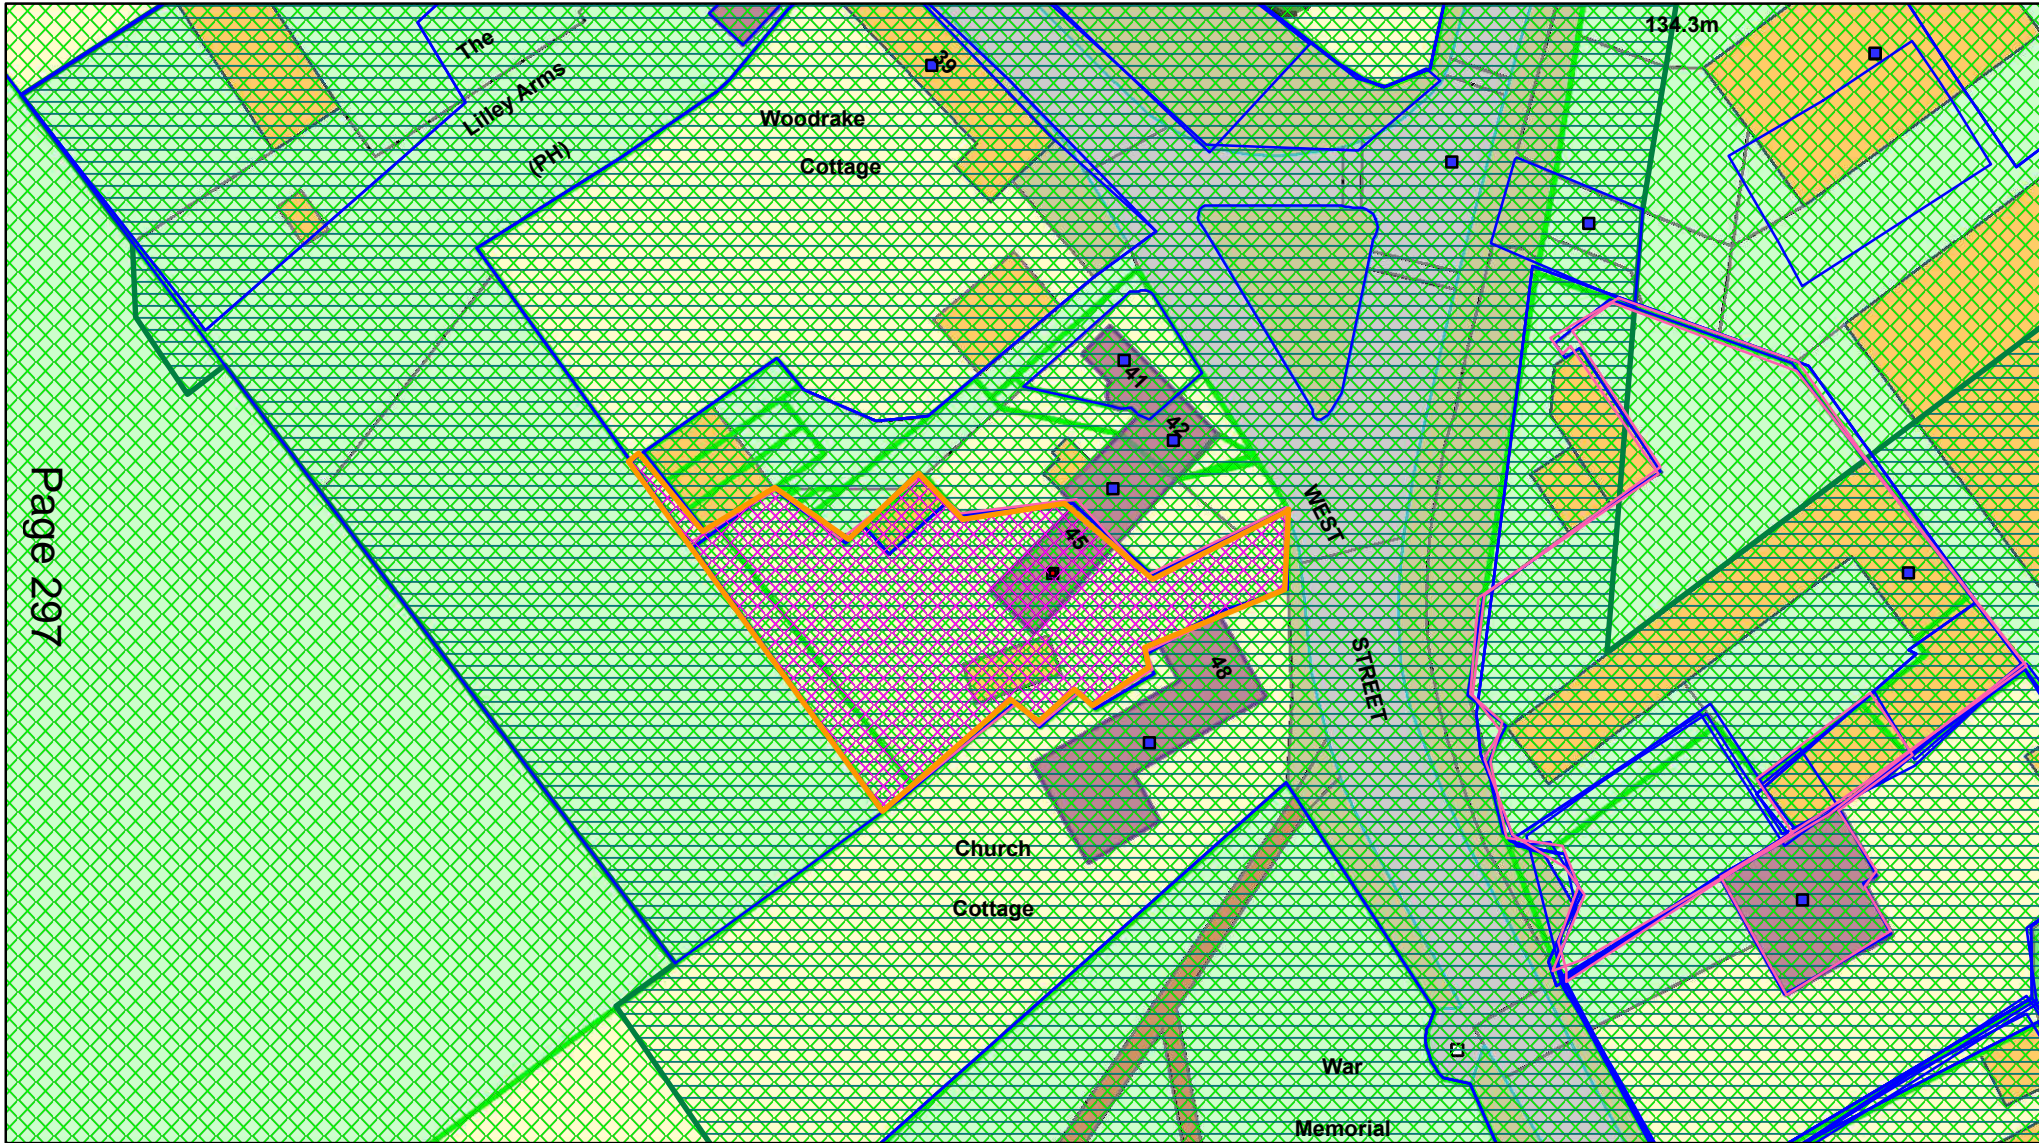 134.3m
The
Lilley Arms
(PH)
39
Woodrake
Cottage
41
42
WEST
STREET
45
48
Page 297
Church
Cottage
War
Memorial